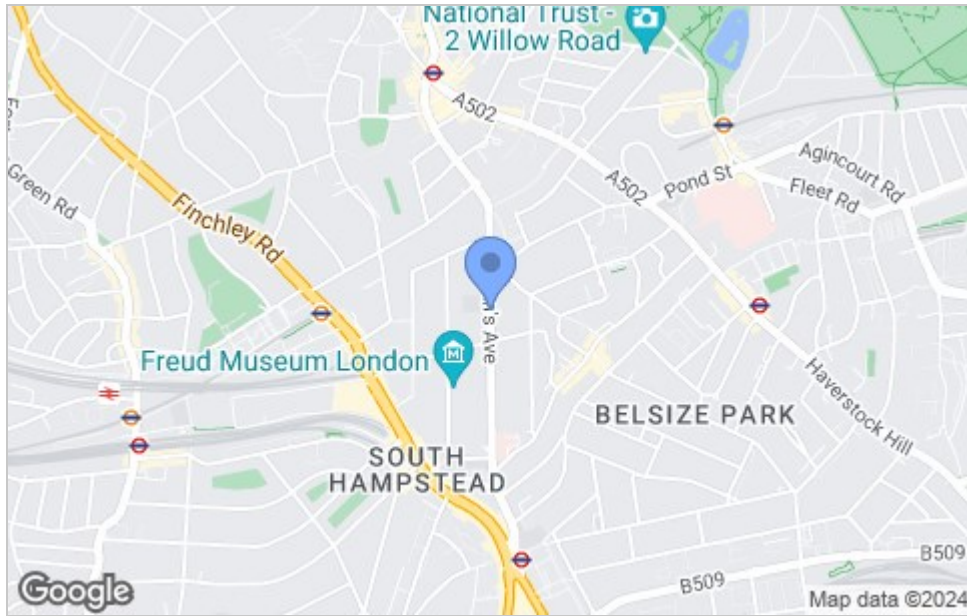 National Trust -
2 Willow Road
A502
A502
Pond St
Agincourt Rd
Fleet Rd
Green Rd
Finchley Rd
's Ave
Freud Museum London
M
BELSIZE PARK
Haverstock Hill
SOUTH
HAMPSTEAD
B509
B509
Google
Map data ©2024